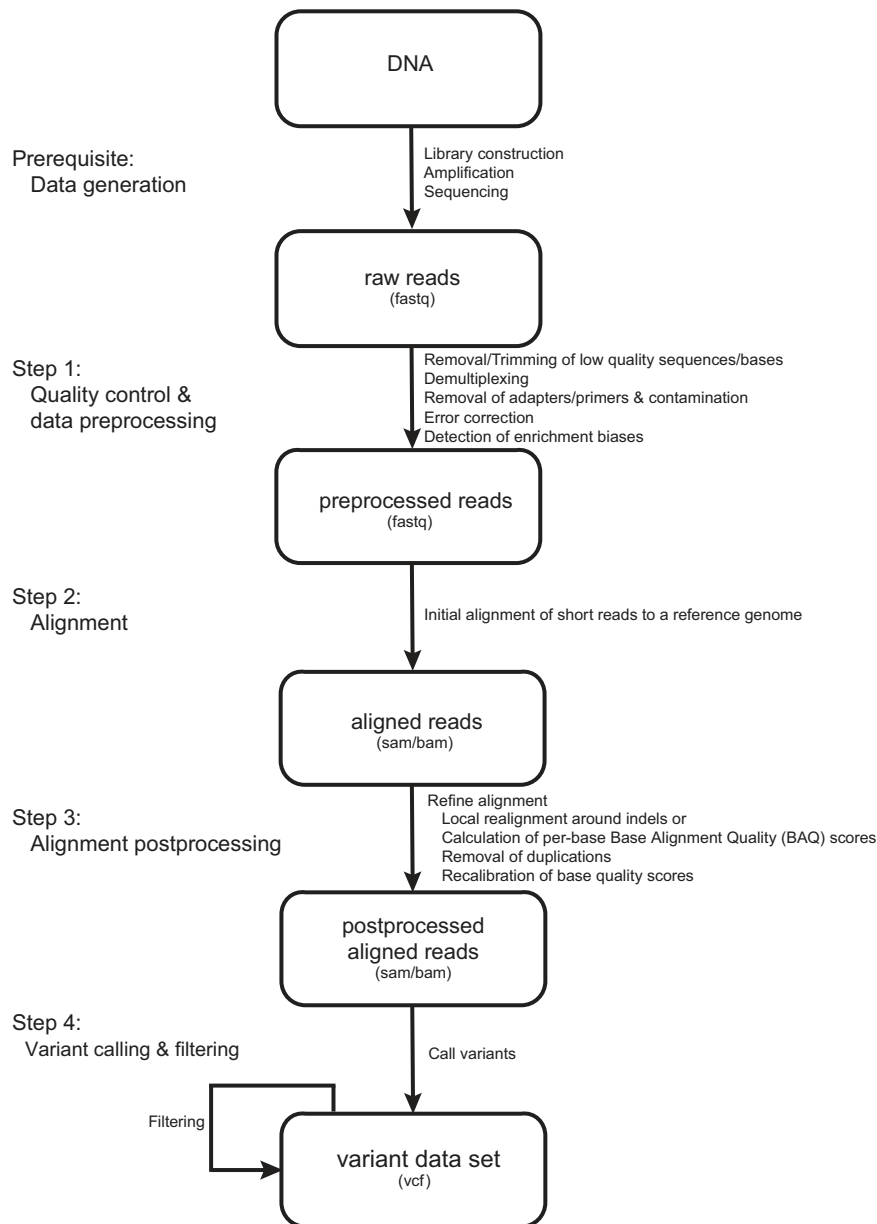 DNA
Prerequisite:
Data generation
Library construction
Amplification
Sequencing
raw reads
(fastq)
Step 1:
Quality control &
data preprocessing
Removal/Trimming of low quality sequences/bases
Demultiplexing
Removal of adapters/primers & contamination
Error correction
Detection of enrichment biases
preprocessed reads
(fastq)
Step 2:
Alignment
Initial alignment of short reads to a reference genome
aligned reads
(sam/bam)
Step 3:
Alignment postprocessing
Refine alignment
Local realignment around indels or
Calculation of per-base Base Alignment Quality (BAQ) scores
Removal of duplications
Recalibration of base quality scores
postprocessed
aligned reads
(sam/bam)
Step 4:
Variant calling & filtering
Call variants
Filtering
variant data set
(vcf)